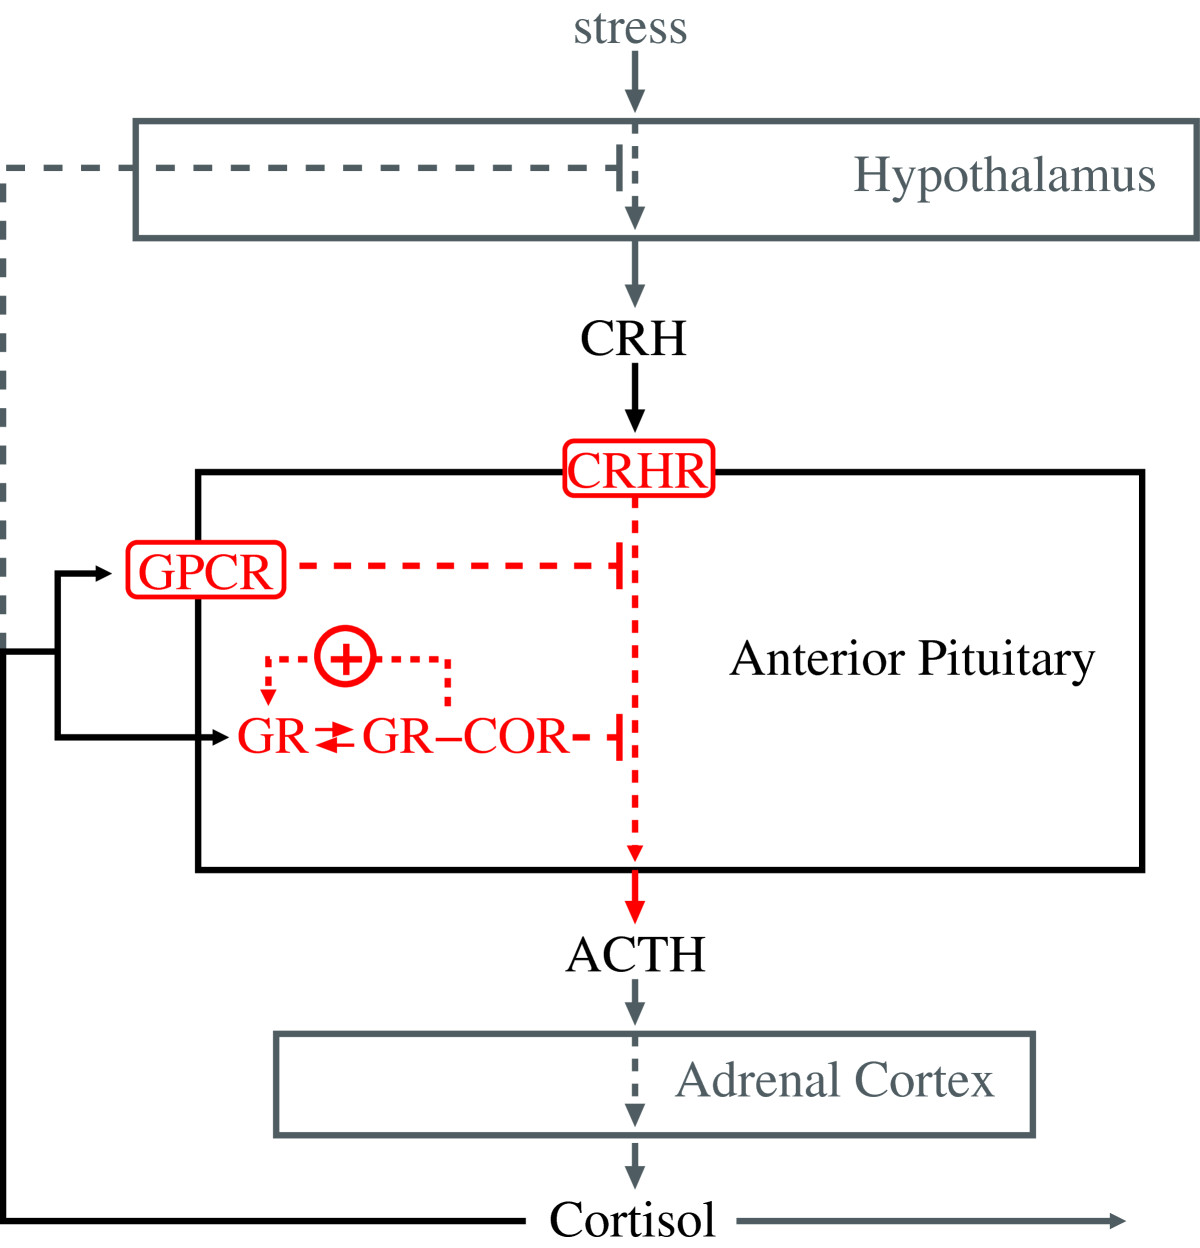 stress
Hypothalamus
CRH
CRHR
GPCR
+
Anterior Pituitary
GR ⇄ GR–COR
ACTH
Adrenal Cortex
Cortisol